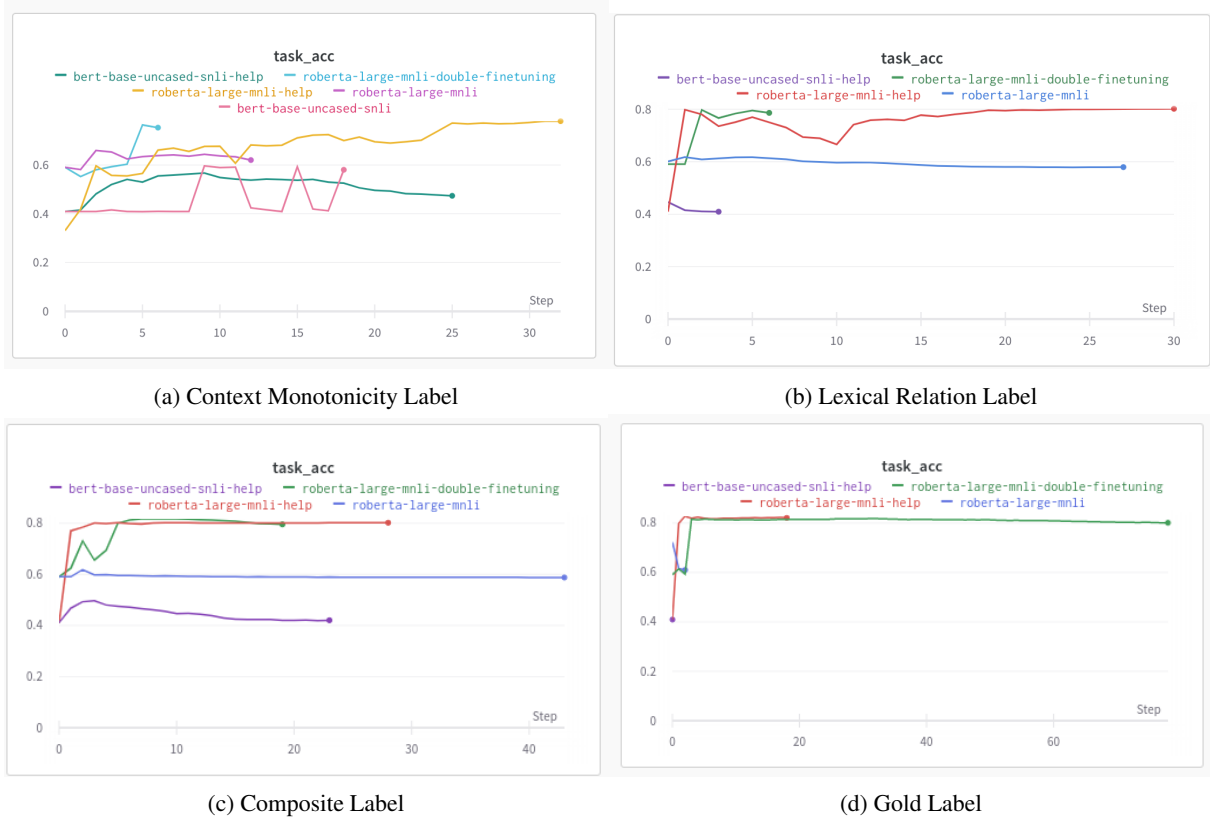 task_acc
bert-base-uncased-snli-help roberta-large-mnli-double-finetuning
roberta-large-mnli-help roberta-large-mnli
bert-base-uncased-snli
0.6
0.4
0.2
0
Step
0 5 10 15 20 25 30
(a) Context Monotonicity Label
task_acc
bert-base-uncased-snli-help roberta-large-mnli-double-finetuning
roberta-large-mnli-help roberta-large-mnli
0.8
0.6
0.4
0.2
0
Step
0 5 10 15 20 25 30
(b) Lexical Relation Label
task_acc
bert-base-uncased-snli-help roberta-large-mnli-double-finetuning
roberta-large-mnli-help roberta-large-mnli
0.8
0.6
0.4
0.2
0
Step
0 10 20 30 40
(c) Composite Label
task_acc
bert-base-uncased-snli-help roberta-large-mnli-double-finetuning
roberta-large-mnli-help roberta-large-mnli
0.8
0.6
0.4
0.2
0
Step
0 20 40 60
(d) Gold Label